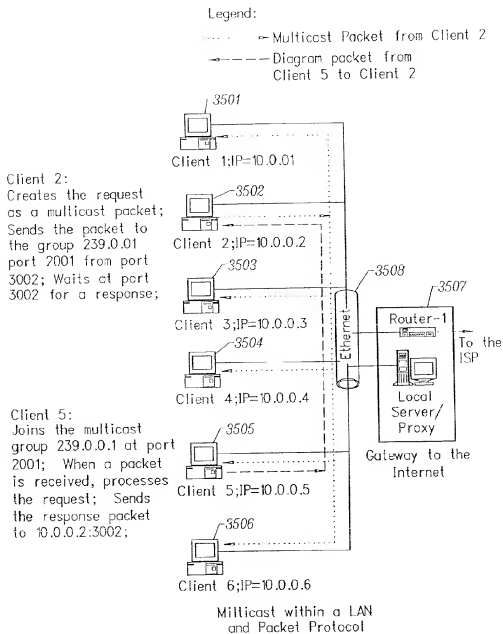 Legend:
Multicast Packet from Client 2
Diagram packet from
Client 5 to Client 2
3501
Client 1;IP=10.0.01
Client 2:
Creates the request
as a multicast packet;
Sends the packet to
the group 239.0.01
port 2001 from port
3002; Waits at port
3002 for a response;
3502
Client 2;IP=10.0.0.2
3503
Client 3;IP=10.0.0.3
3508
3507
Ethernet
Router-1
To the
ISP
Local
Server/
Proxy
Gateway to the
Internet
3504
Client 4;IP=10.0.0.4
Client 5:
Joins the multicast
group 239.0.0.1 at port
2001; When a packet
is received, processes
the request; Sends
the response packet
to 10.0.0.2:3002;
3505
Client 5;IP=10.0.0.5
3506
Client 6;IP=10.0.0.6
Milticast within a LAN
and Packet Protocol